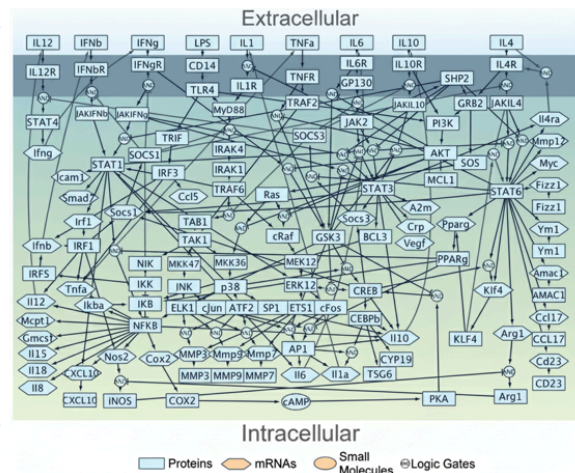 Extracellular
IL12 IFNb IFNg LPS IL1 TNFa IL6 IL10 IL4
IL12R IFNbR IFNgR CD14 TNFR IL6R IL10R SHP2 IL4R
TLR4 IL1R GP130
STAT4 JAKIFNb JAKIFNg MyD88 TRAF2 JAKIL10 GRB2 JAKIL4 Il4ra
TRIF SOCS3 JAK2 PI3K Mmp12
Ifng STAT1 SOCS1 IRAK4 AKT SOS Myc
Icam1 IRF3 IRAK1 MCL1
Smad7 Ccl5 TRAF6 Ras STAT3 STAT6 Fizz1
Socs1 A2m Fizz1
Irf1 TAB1 cRaf Socs3 Crp Pparg Ym1
Ifnb IRF1 TAK1 GSK3 BCL3 Vegf Ym1
IRF5 NIK MKK47 MKK36 MEK12 PPARg Amac1
Tnfa IKK p38 ERK12 CREB Klf4 AMAC1
Il12 Ikba IKB ELK1 cJun ATF2 SP1 ETS1 cFos CEBPb Ccl17
Mcpt1 NFKB Il10 KLF4 Arg1 CCL17
Gmcsf Nos2 Cox2 MMP3 Mmp9 Mmp7 AP1 CYP19 Cd23
Il15
Il18 CXCL10 MMP3 MMP9 MMP7 Il6 Il1a TSG6 CD23
Il8 CXCL10 iNOS COX2 cAMP PKA Arg1
Intracellular
Proteins mRNAs Small Molecules Logic Gates